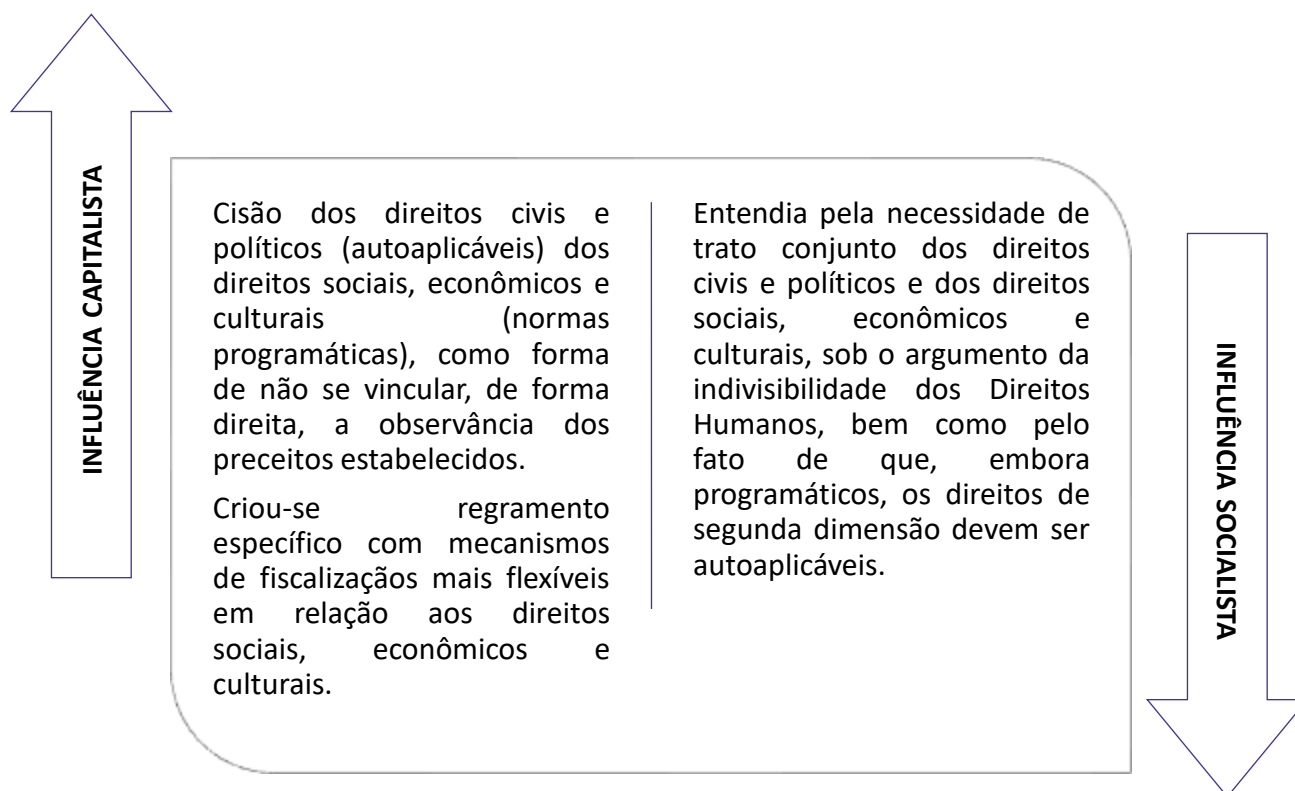 INFLUÊNCIA CAPITALISTA
Cisão dos direitos civis e
políticos (autoaplicáveis) dos
direitos sociais, econômicos e
culturais (normas
programáticas), como forma
de não se vincular, de forma
direita, a observância dos
preceitos estabelecidos.
Criou-se regramento
específico com mecanismos
de fiscalizaçãos mais flexíveis
em relação aos direitos
sociais, econômicos e
culturais.
Entendia pela necessidade de
trato conjunto dos direitos
civis e políticos e dos direitos
sociais, econômicos e
culturais, sob o argumento da
indivisibilidade dos Direitos
Humanos, bem como pelo
fato de que, embora
programáticos, os direitos de
segunda dimensão devem ser
autoaplicáveis.
INFLUÊNCIA SOCIALISTA